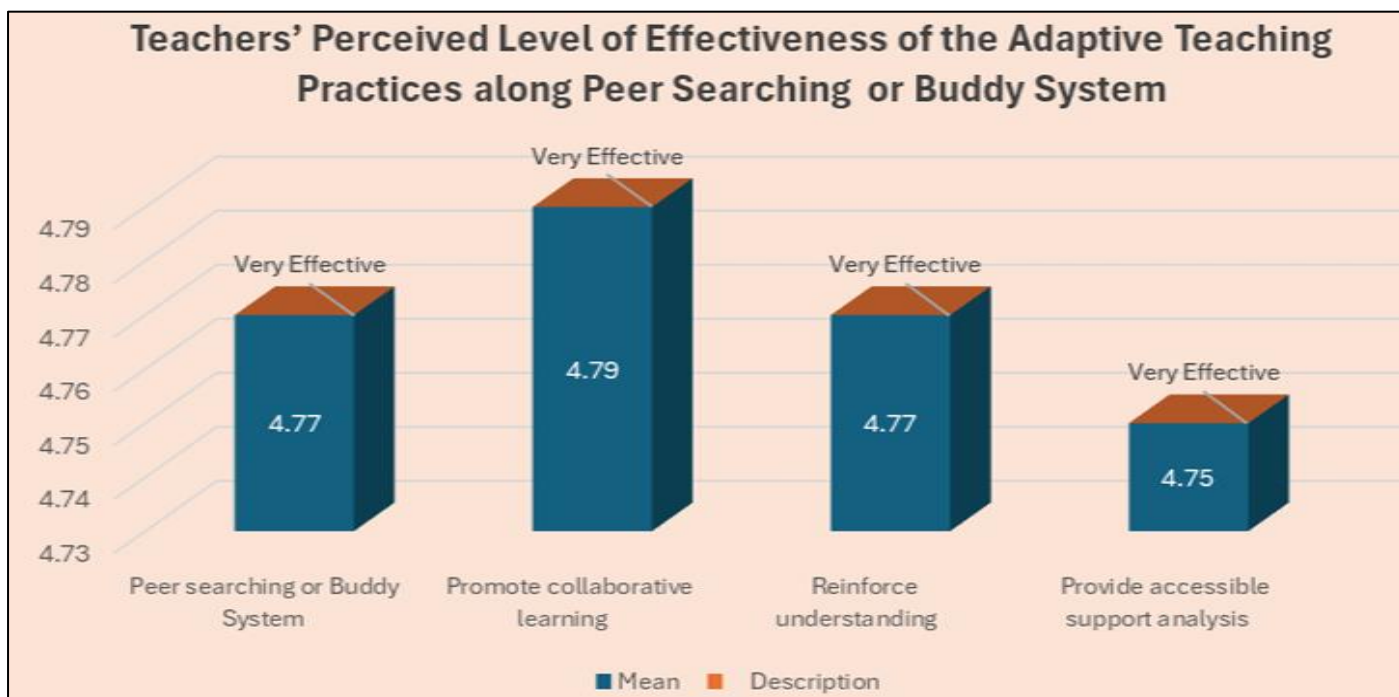 Teachers’ Perceived Level of Effectiveness of the Adaptive Teaching
Practices along Peer Searching or Buddy System
Very Effective
4.79
4.78
4.77
4.76
4.75
4.74
4.73
Very Effective
Very Effective
Very Effective
4.77
4.79
4.77
4.75
Peer searching or Buddy
System
Promote collaborative
learning
Reinforce
understanding
Provide accessible
support analysis
Mean
Description